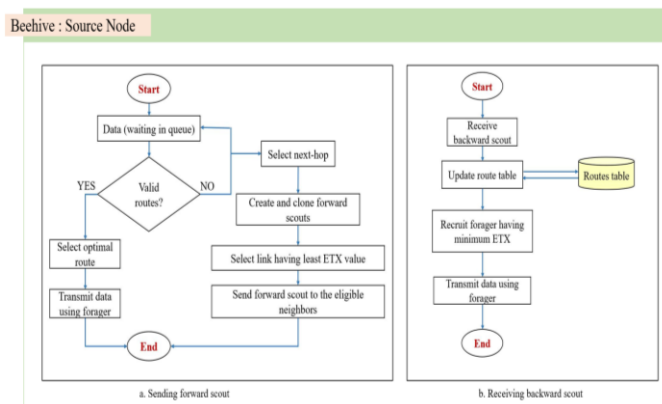 Beehive : Source Node
Start
Data (waiting in queue)
Valid
routes?
YES
NO
Select optimal
route
Transmit data
using forager
Select next-hop
Create and clone forward
scouts
Select link having least ETX value
Send forward scout to the eligible
neighbors
End
a. Sending forward scout
Start
Receive
backward scout
Update route table
Routes table
Recruit forager having
minimum ETX
Transmit data using
forager
End
b. Receiving backward scout